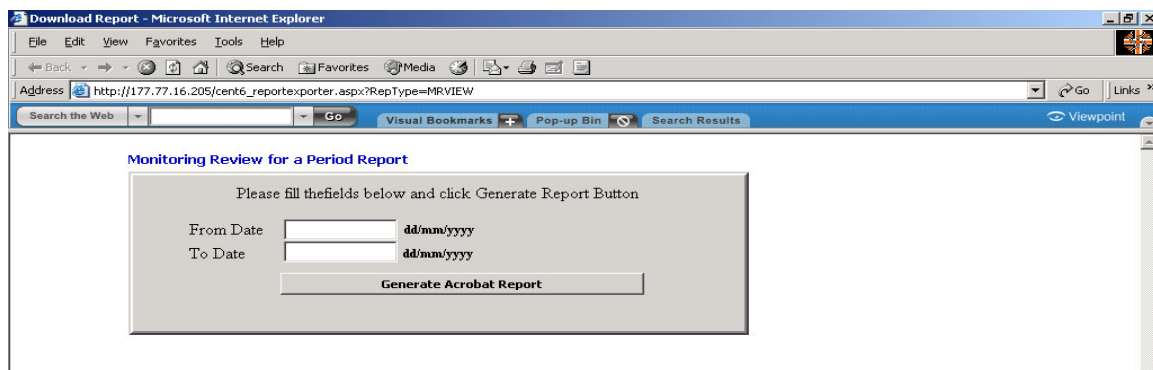 Download Report - Microsoft Internet Explorer
File Edit View Favorites Tools Help
Back Search Favorites Media
Address http://177.77.16.205/cent6_reportexporter.aspx?RepType=MRVIEW Go Links »
Search the Web Go Visual Bookmarks Pop-up Bin Search Results Viewpoint
Monitoring Review for a Period Report
Please fill thefields below and click Generate Report Button
From Date dd/mm/yyyy
To Date dd/mm/yyyy
Generate Acrobat Report